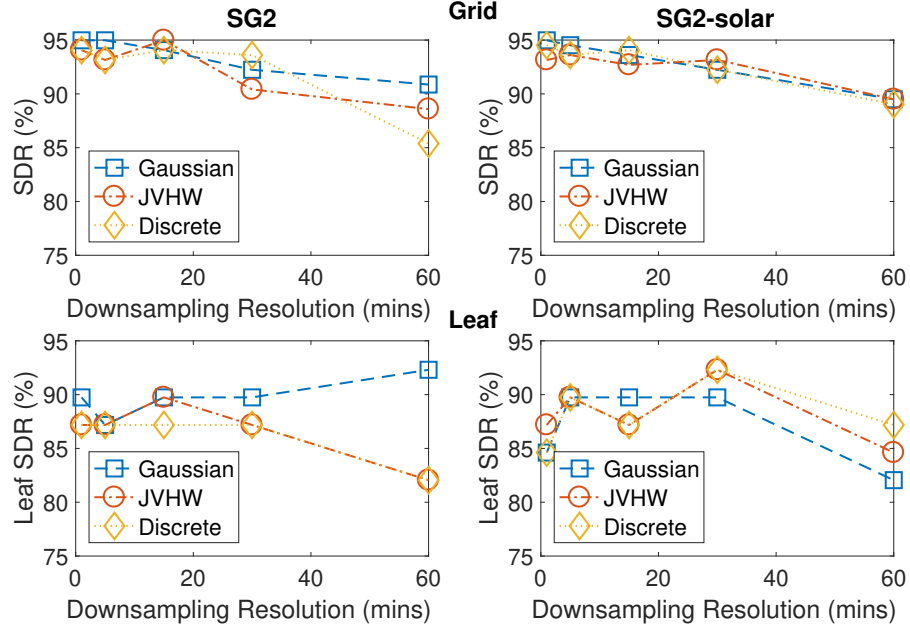 SG2
Grid
SG2-solar
95
90
85
80
75
SDR (%)
Gaussian
JVHW
Discrete
0
20
40
60
Downsampling Resolution (mins)
95
90
85
80
75
SDR (%)
Gaussian
JVHW
Discrete
0
20
40
60
Downsampling Resolution (mins)
Leaf
95
90
85
80
75
Leaf SDR (%)
Gaussian
JVHW
Discrete
0
20
40
60
Downsampling Resolution (mins)
95
90
85
80
75
Leaf SDR (%)
Gaussian
JVHW
Discrete
0
20
40
60
Downsampling Resolution (mins)